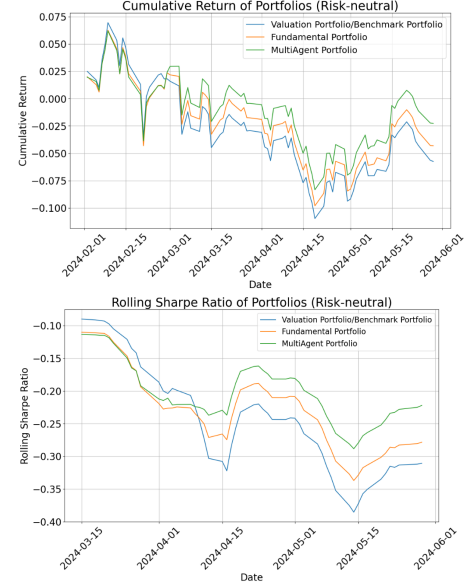 Cumulative Return of Portfolios (Risk-neutral)
Valuation Portfolio/Benchmark Portfolio
Fundamental Portfolio
MultiAgent Portfolio
Cumulative Return
0.075
0.050
0.025
0.000
−0.025
−0.050
−0.075
−0.100
2024-02-01
2024-02-15
2024-03-01
2024-03-15
2024-04-01
2024-04-15
2024-05-01
2024-05-15
2024-06-01
Date
Rolling Sharpe Ratio of Portfolios (Risk-neutral)
Valuation Portfolio/Benchmark Portfolio
Fundamental Portfolio
MultiAgent Portfolio
Rolling Sharpe Ratio
−0.10
−0.15
−0.20
−0.25
−0.30
−0.35
−0.40
2024-03-15
2024-04-01
2024-04-15
2024-05-01
2024-05-15
2024-06-01
Date